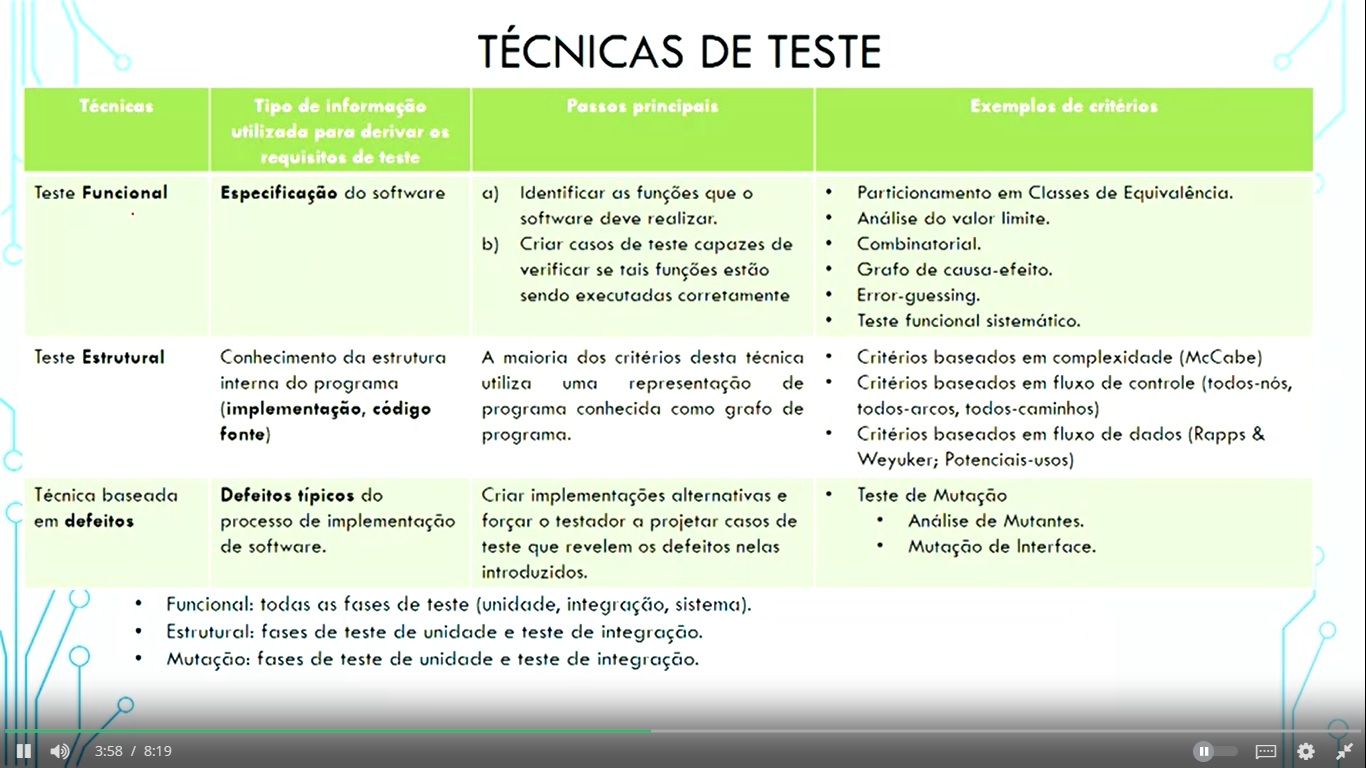 TÉCNICAS DE TESTE
Técnicas
Tipo de informação
utilizada para derivar os
requisitos de teste
Passos principais
Exemplos de critérios
Teste Funcional
Especificação do software
a) Identificar as funções que o
software deve realizar.
b) Criar casos de teste capazes de
verificar se tais funções estão
sendo executadas corretamente
• Particionamento em Classes de Equivalência.
• Análise do valor limite.
• Combinatorial.
• Grafo de causa-efeito.
• Error-guessing.
• Teste funcional sistemático.
Teste Estrutural
Conhecimento da estrutura
interna do programa
(implementação, código
fonte)
A maioria dos critérios desta técnica
utiliza uma representação de
programa conhecida como grafo de
programa.
• Critérios baseados em complexidade (McCabe)
• Critérios baseados em fluxo de controle (todos-nós,
todos-arcos, todos-caminhos)
• Critérios baseados em fluxo de dados (Rapps &
Weyuker; Potenciais-usos)
Técnica baseada
em defeitos
Defeitos típicos do
processo de implementação
de software.
Criar implementações alternativas e
forçar o testador a projetar casos de
teste que revelem os defeitos nelas
introduzidos.
• Teste de Mutação
• Análise de Mutantes.
• Mutação de Interface.
• Funcional: todas as fases de teste (unidade, integração, sistema).
• Estrutural: fases de teste de unidade e teste de integração.
• Mutação: fases de teste de unidade e teste de integração.
3:58 / 8:19